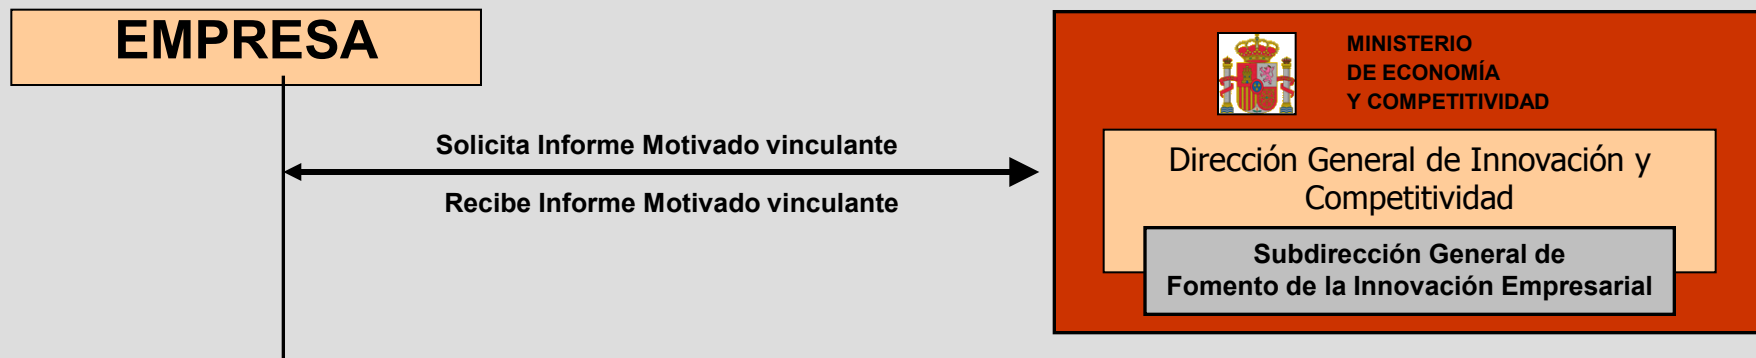 EMPRESA
MINISTERIO
DE ECONOMÍA
Y COMPETITIVIDAD
Solicita Informe Motivado vinculante
Recibe Informe Motivado vinculante
Dirección General de Innovación y
Competitividad
Subdirección General de
Fomento de la Innovación Empresarial